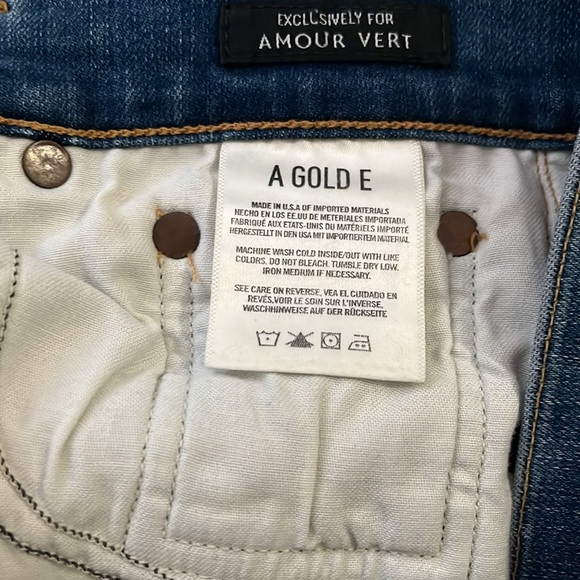 EXCLUSIVELY FOR
AMOUR VERT
A GOLD E
MADE IN U.S.A OF IMPORTED MATERIALS
HECHO EN LOS EE.UU DE METERIALES IMPORTADA
FABRIQUÉ AUX ETATS-UNIS DU MATÉRIELS IMPORTÉ
HERGESTELLT IN DEN USA MIT IMPORTIERTEM MATERIAL
MACHINE WASH COLD INSIDE/OUT WITH LIKE
COLORS. DO NOT BLEACH. TUMBLE DRY LOW.
IRON MEDIUM IF NECESSARY.
SEE CARE ON REVERSE, VEA EL CUIDADO EN
REVÉS,VOIR LE SOIN SUR L'INVERSE.
WASCHHINWEISE AUF DER RÜCKSEITE